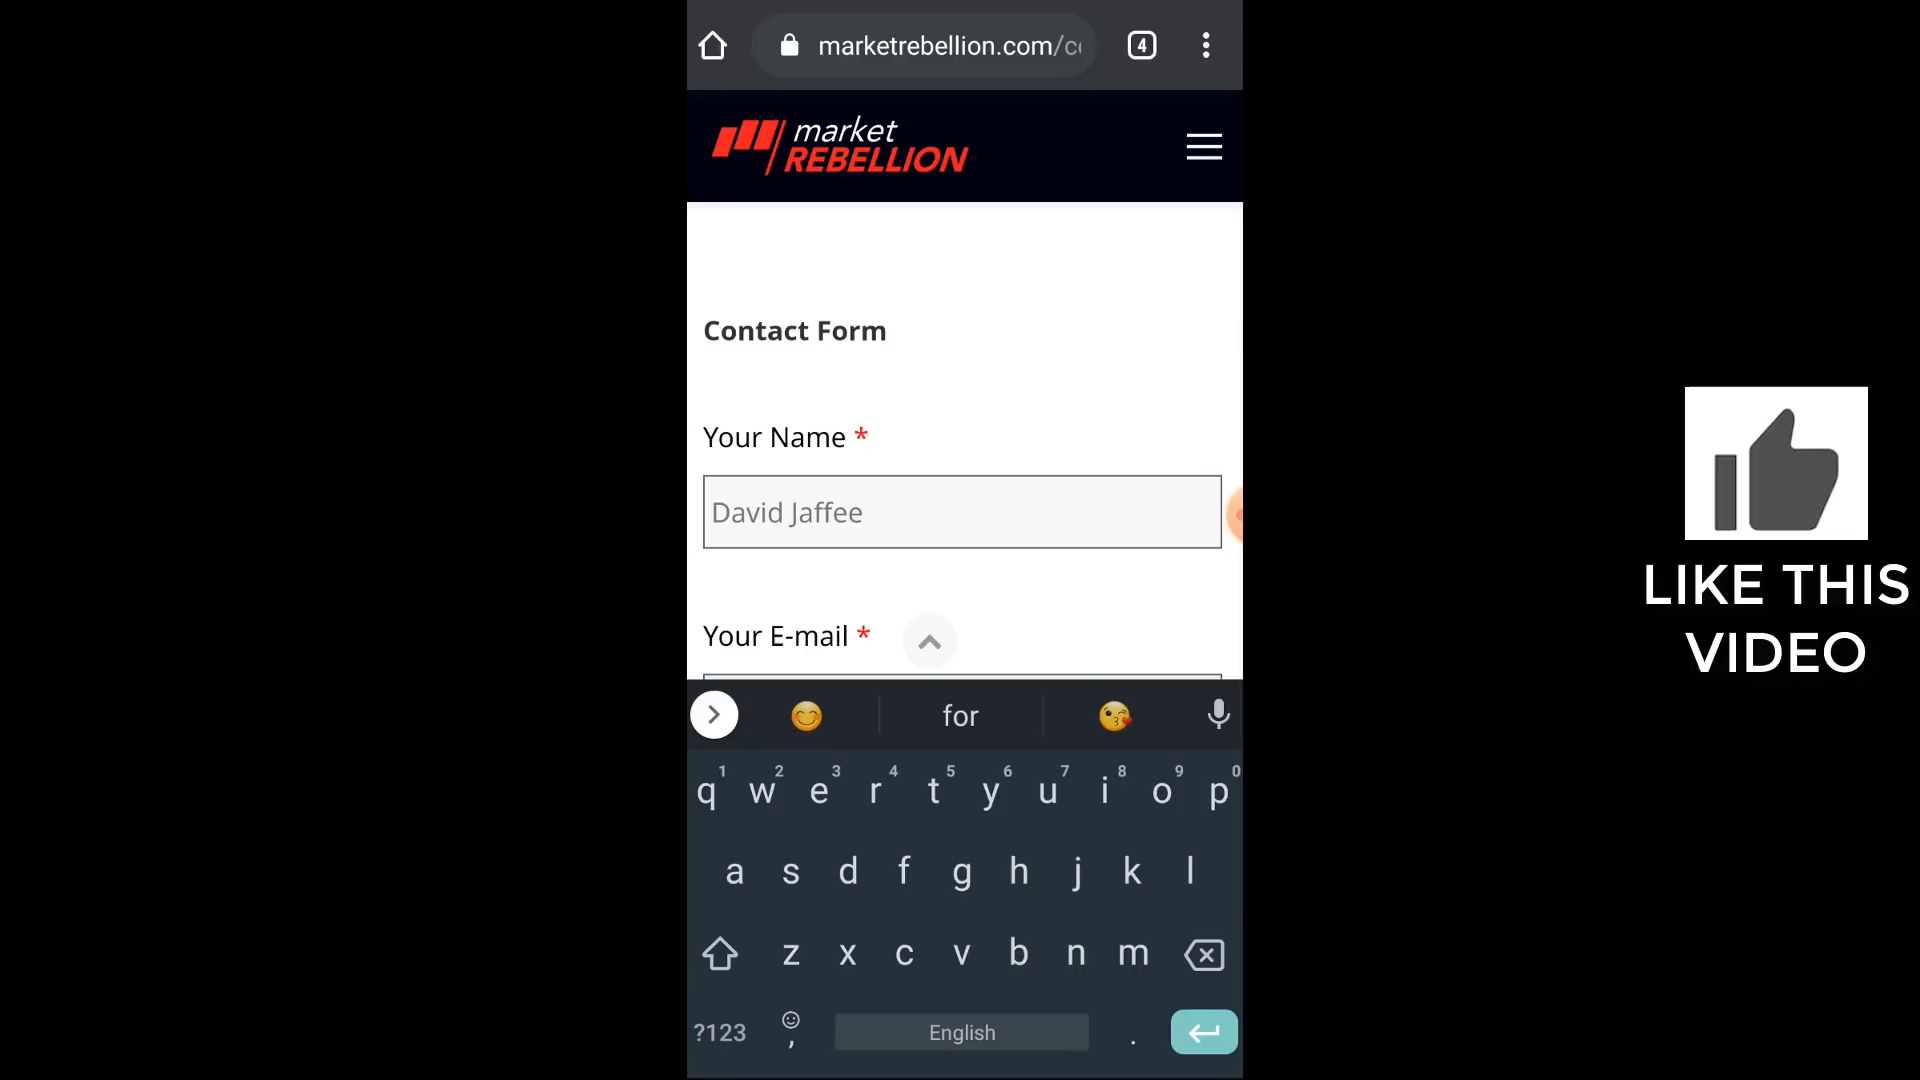 marketrebellion.com/c
4
market
REBELLION
Contact Form
Your Name *
David Jaffee
Your E-mail *
for
1 2 3 4 5 6 7 8 9 0
q w e r t y u i o p
a s d f g h j k l
z x c v b n m
?123 , English .
LIKE THIS
VIDEO